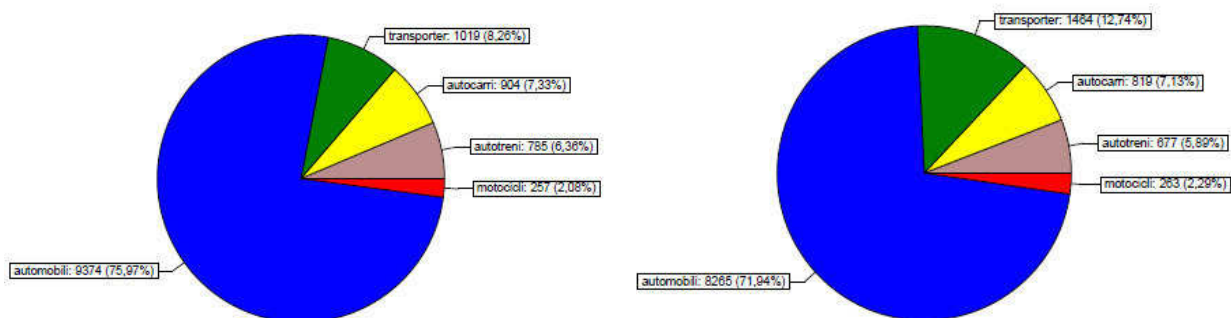 transporter: 1019 (8,26%)
autocarri: 904 (7,33%)
autotreni: 785 (6,36%)
motocicli: 257 (2,08%)
automobili: 9374 (75,97%)
transporter: 1464 (12,74%)
autocarri: 819 (7,13%)
autotreni: 677 (5,89%)
motocicli: 263 (2,29%)
automobili: 8265 (71,94%)